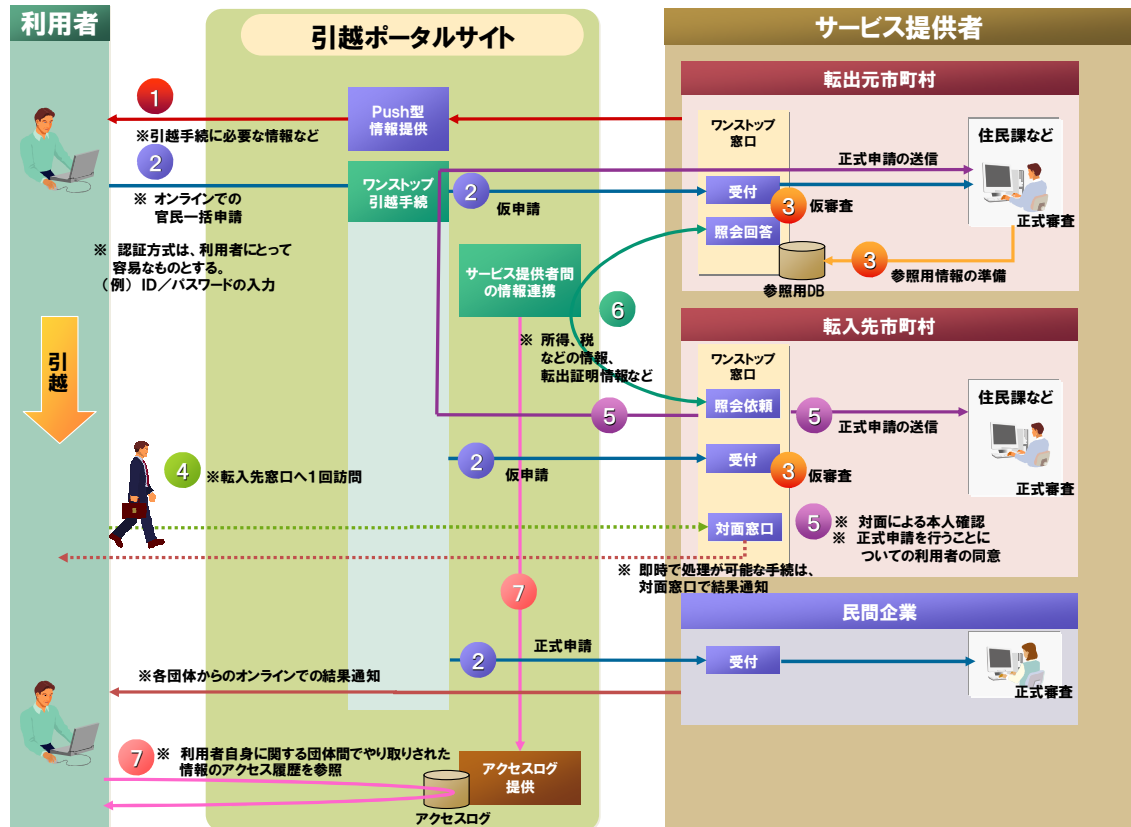 利用者
引越ポータルサイト
サービス提供者
転出元市町村
1
Push型
情報提供
※引越手続に必要な情報など
ワンストップ
窓口
住民課など
正式申請の送信
2
ワンストップ
引越手続
2
仮申請
受付
3
仮審査
正式審査
※ オンラインでの
官民一括申請
照会回答
※ 認証方式は、利用者にとって
容易なものとする。
(例) ID/パスワードの入力
サービス提供者間
の情報連携
参照用DB
3
参照用情報の準備
6
転入先市町村
引越
※ 所得、税
などの情報、
転出証明情報など
ワンストップ
窓口
住民課など
照会依頼
5
5
正式申請の送信
4
※転入先窓口へ1回訪問
2
仮申請
受付
3
仮審査
正式審査
対面窓口
5
※ 対面による本人確認
※ 正式申請を行うことに
ついての利用者の同意
※ 即時で処理が可能な手続は、
対面窓口で結果通知
7
民間企業
2
正式申請
受付
正式審査
※各団体からのオンラインでの結果通知
7
※ 利用者自身に関する団体間でやり取りされた
情報のアクセス履歴を参照
アクセスログ
提供
アクセスログ